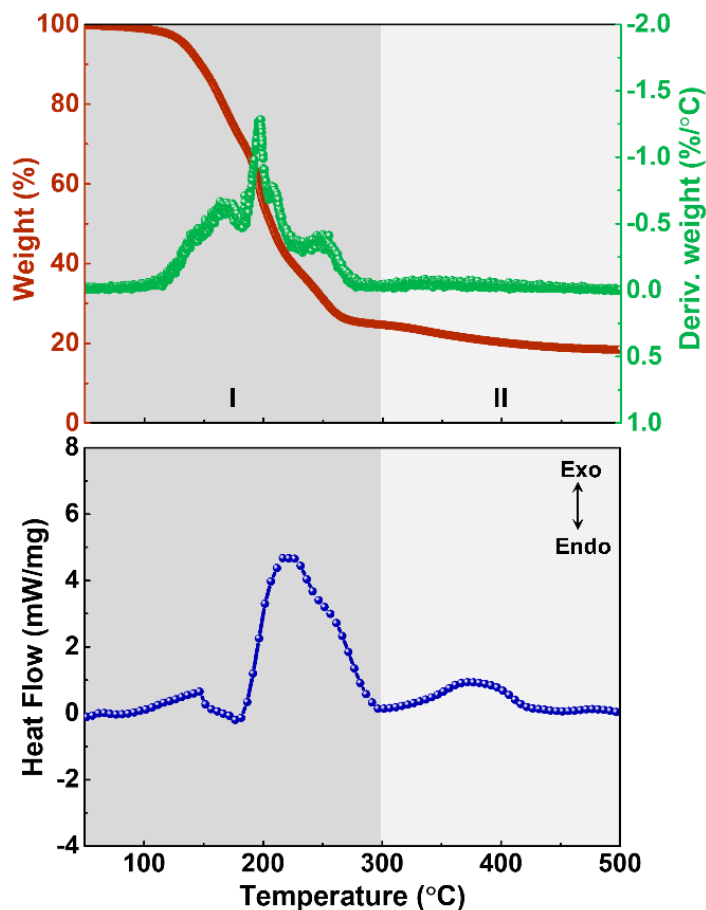 100
80
60
40
20
0
Weight (%)
-2.0
-1.5
-1.0
-0.5
0.0
0.5
1.0
Deriv. weight (%/°C)
I
II
8
6
4
2
0
-2
-4
Heat Flow (mW/mg)
Exo
Endo
100 200 300 400 500
Temperature (°C)